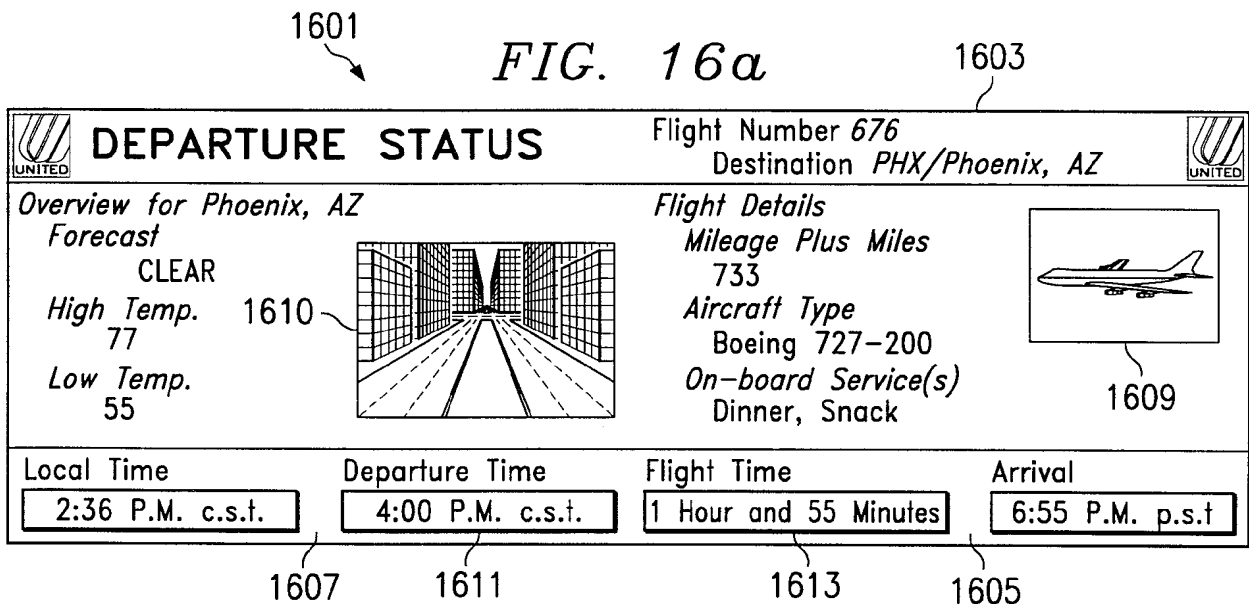 1601
FIG. 16a
1603
UNITED
DEPARTURE STATUS
Flight Number 676
Destination PHX/Phoenix, AZ
UNITED
Overview for Phoenix, AZ
Forecast
CLEAR
High Temp.
77
Low Temp.
55
1610
Flight Details
Mileage Plus Miles
733
Aircraft Type
Boeing 727-200
On-board Service(s)
Dinner, Snack
1609
Local Time
2:36 P.M. c.s.t.
Departure Time
4:00 P.M. c.s.t.
Flight Time
1 Hour and 55 Minutes
Arrival
6:55 P.M. p.s.t
1607
1611
1613
1605